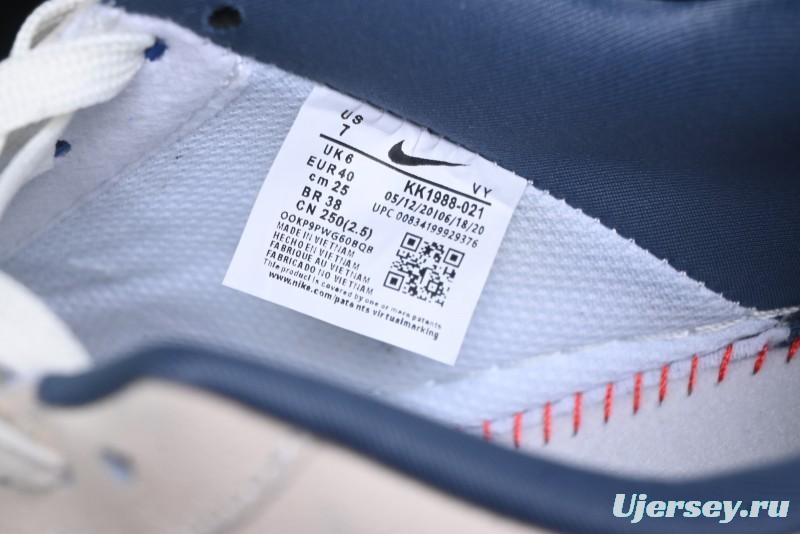 US
7
UK 6
EUR 40
cm 25
BR 38
CN 250(2.5)
OOKP9PWG60BQB
MADE IN VIETNAM
HECHO EN VIETNAM
FABRIQUE AU VIETNAM
FABRICADO NO VIETNAM
This product is covered by one or more patents
www.nike.com/patents virtualmarking
VY
KK1988-021
05/12/20|06/18/20
UPC 00834199929376
Ujersey.ru